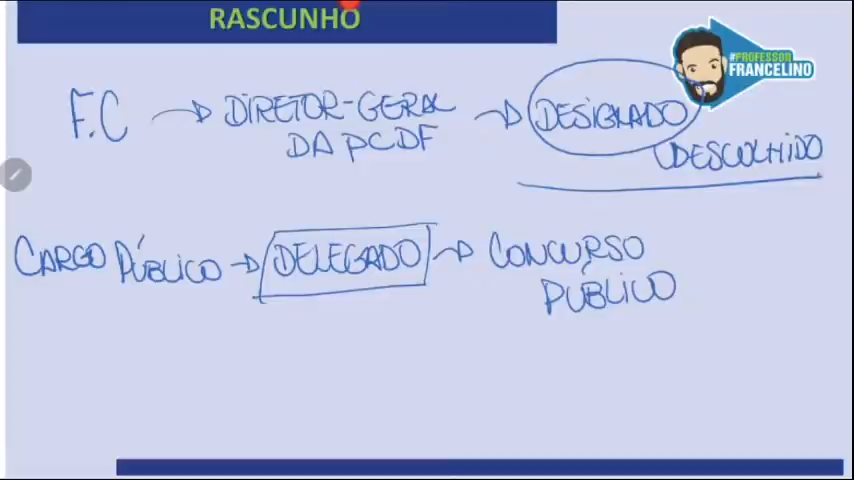 RASCUNHO
#PROFESSOR
FRANCELINO
F.C → DIRETOR-GERAL → DESIGNADO
DA PCDF
↳ ESCOLHIDO
CARGO PÚBLICO → DELEGADO → CONCURSO
PÚBLICO